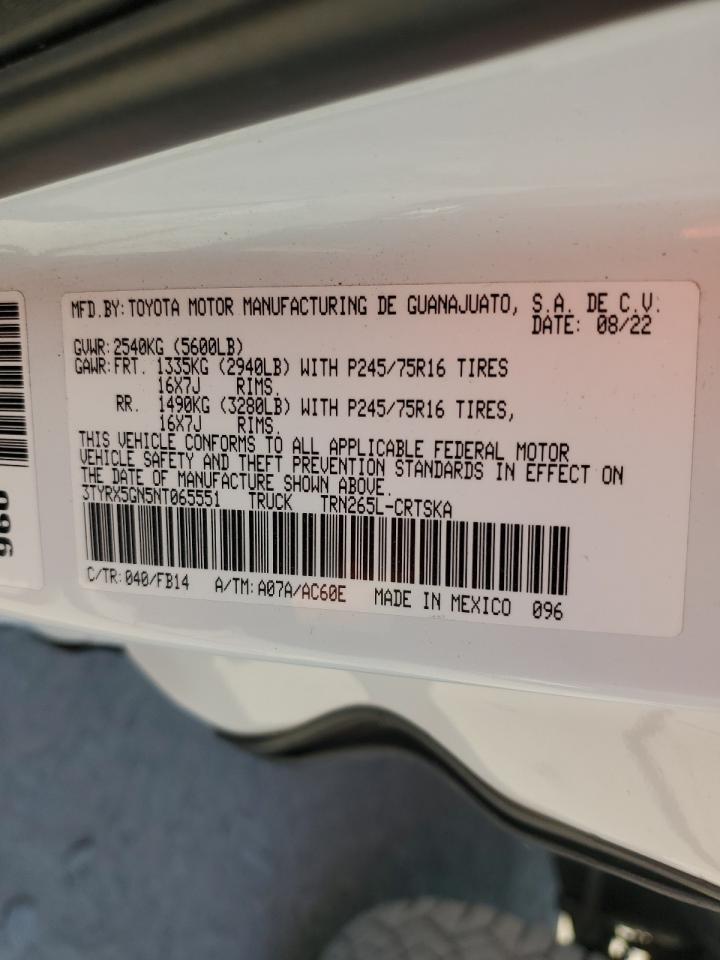 MFD.BY:TOYOTA MOTOR MANUFACTURING DE GUANAJUATO, S.A. DE C.V.
DATE: 08/22
GVWR:2540KG (5600LB)
GAWR:FRT. 1335KG (2940LB) WITH P245/75R16 TIRES
16X7J RIMS.
RR. 1490KG (3280LB) WITH P245/75R16 TIRES,
16X7J RIMS.
THIS VEHICLE CONFORMS TO ALL APPLICABLE FEDERAL MOTOR
VEHICLE SAFETY AND THEFT PREVENTION STANDARDS IN EFFECT ON
THE DATE OF MANUFACTURE SHOWN ABOVE.
3TYRX5GN5NT065551 TRUCK TRN265L-CRTSKA
C/TR:040/FB14 A/TM:A07A/AC60E MADE IN MEXICO 096
096